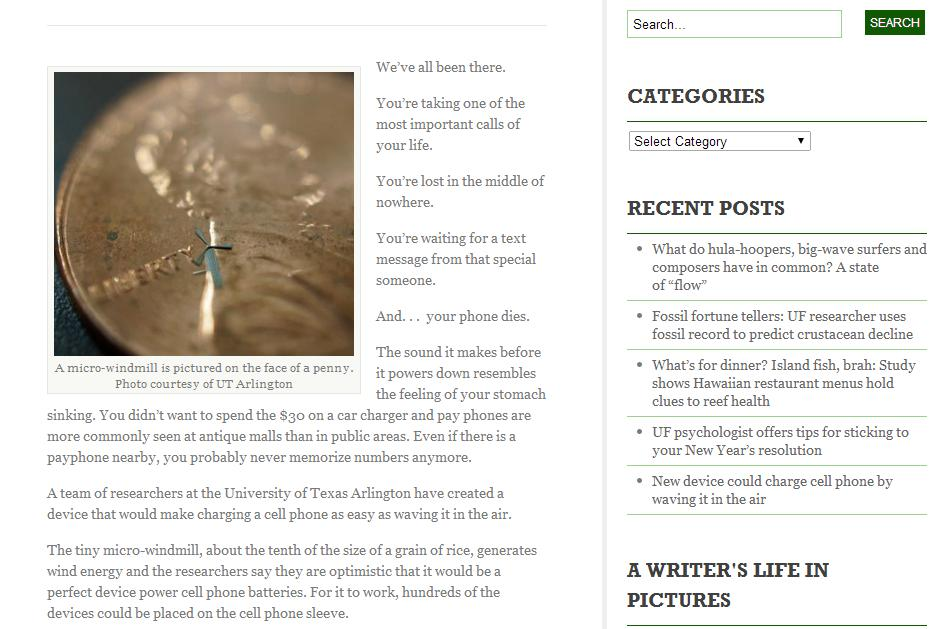 We've all been there.
You're taking one of the
most important calls of
your life.
You're lost in the middle of
nowhere.
You're waiting for a text
message from that special
someone.
And. . .  your phone dies.
The sound it makes before
it powers down resembles
the feeling of your stomach
A micro-windmill is pictured on the face of a penny.
Photo courtesy of UT Arlington
sinking. You didn't want to spend the $30 on a car charger and pay phones are
more commonly seen at antique malls than in public areas. Even if there is a
payphone nearby, you probably never memorize numbers anymore.
A team of researchers at the University of Texas Arlington have created a
device that would make charging a cell phone as easy as waving it in the air.
The tiny micro-windmill, about the tenth of the size of a grain of rice, generates
wind energy and the researchers say they are optimistic that it would be a
perfect device power cell phone batteries. For it to work, hundreds of the
devices could be placed on the cell phone sleeve.
Search...
SEARCH
CATEGORIES
Select Category
RECENT POSTS
What do hula-hoopers, big-wave surfers and
composers have in common? A state
of “flow”
Fossil fortune tellers: UF researcher uses
fossil record to predict crustacean decline
What's for dinner? Island fish, brah: Study
shows Hawaiian restaurant menus hold
clues to reef health
UF psychologist offers tips for sticking to
your New Year's resolution
New device could charge cell phone by
waving it in the air
A WRITER'S LIFE IN
PICTURES